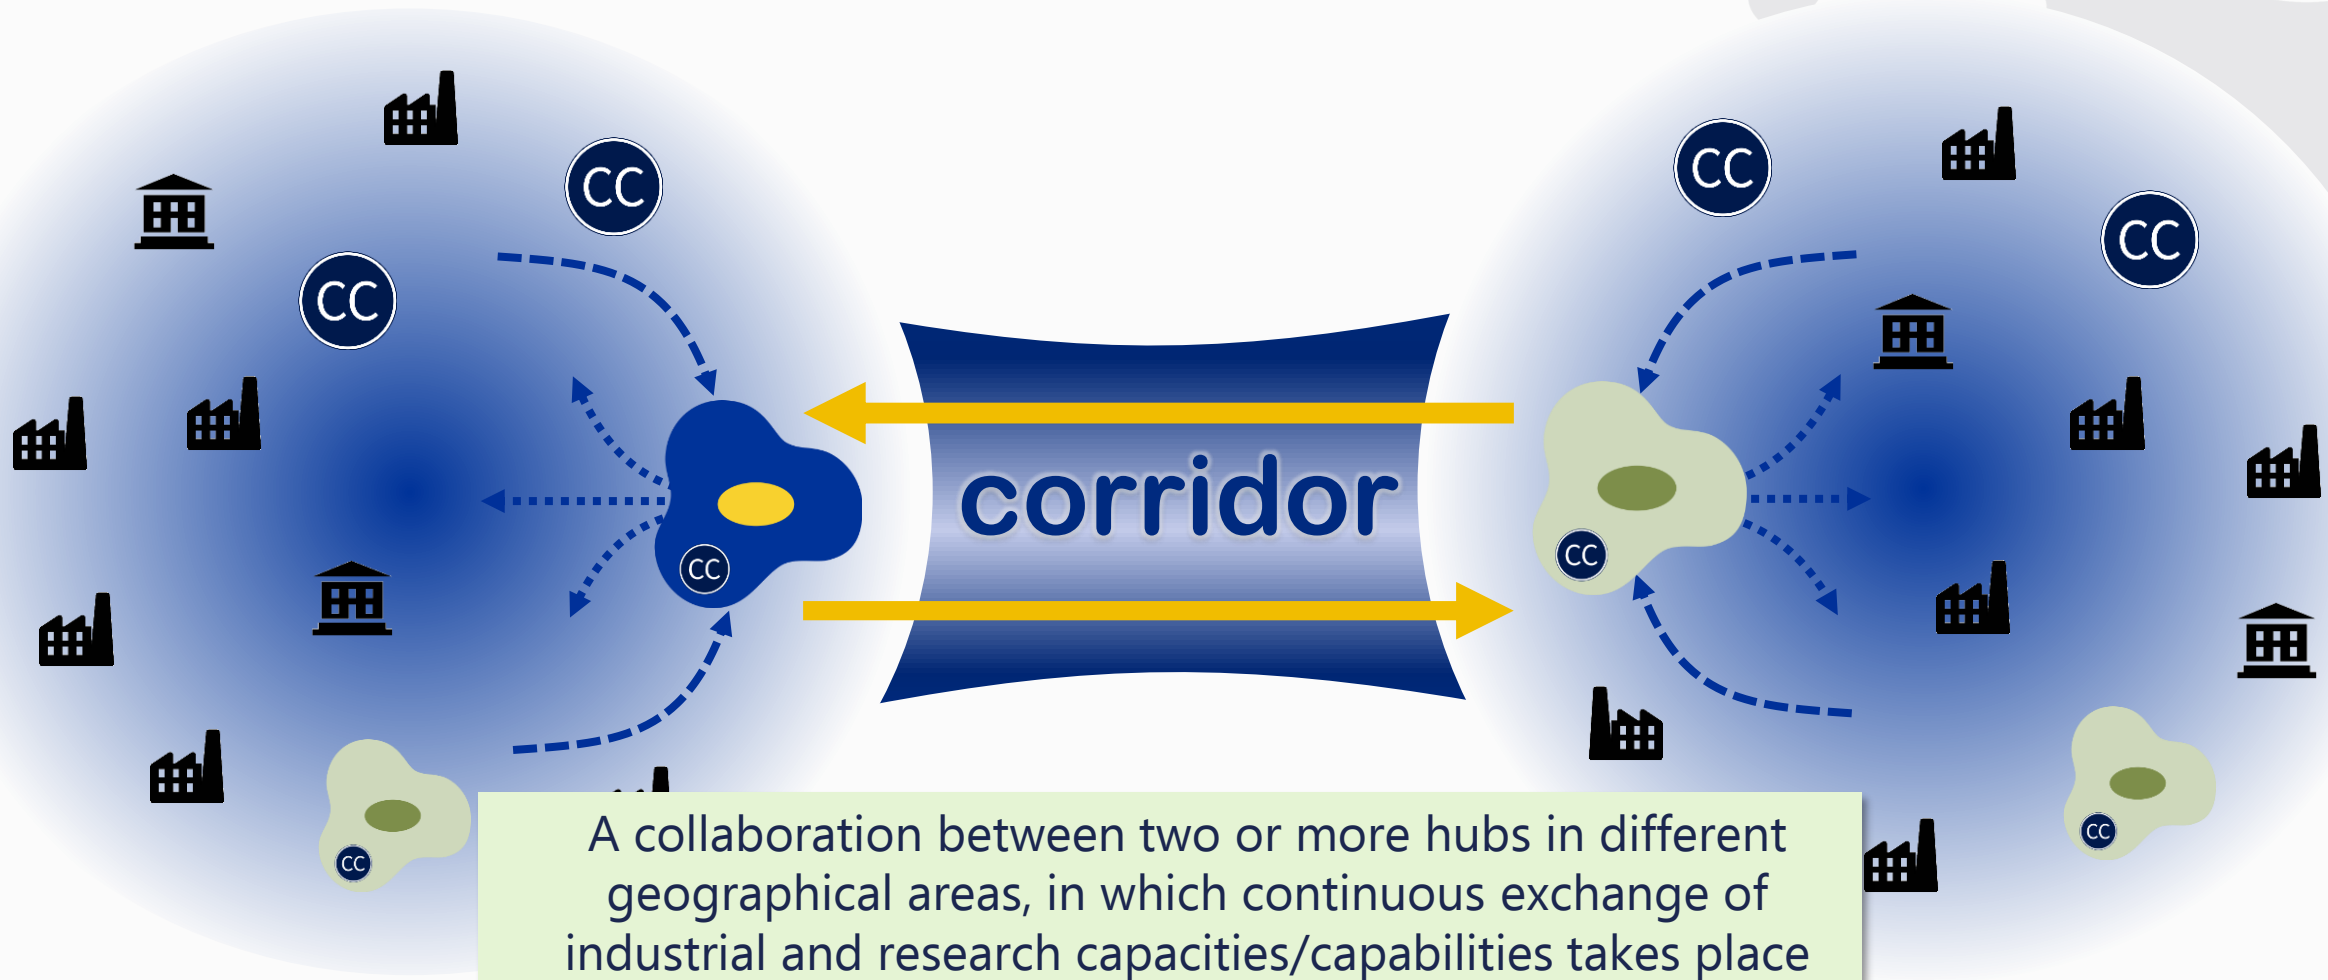 CC
CC
CC
CC
corridor
CC
CC
CC
CC
A collaboration between two or more hubs in different
geographical areas, in which continuous exchange of
industrial and research capacities/capabilities takes place